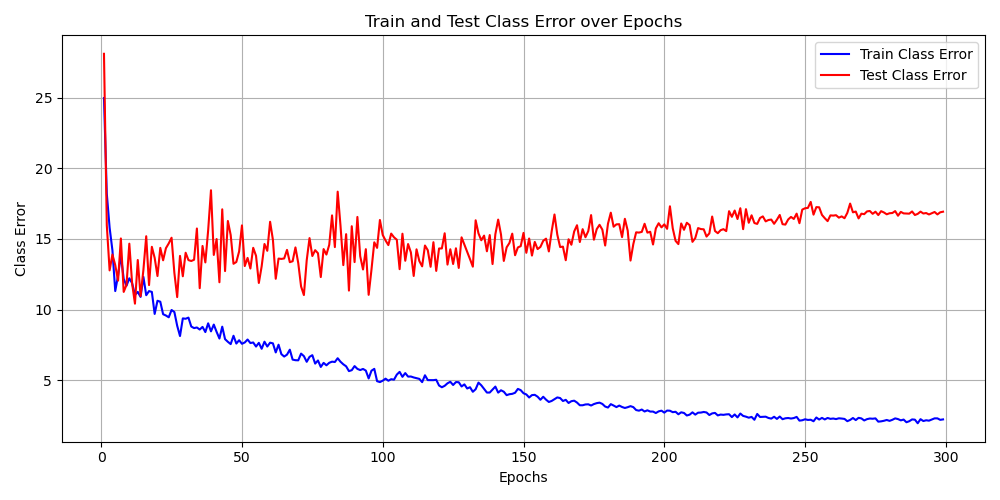 Train and Test Class Error over Epochs
Train Class Error
Test Class Error
Class Error
25
20
15
10
5
0
50
100
150
200
250
300
Epochs